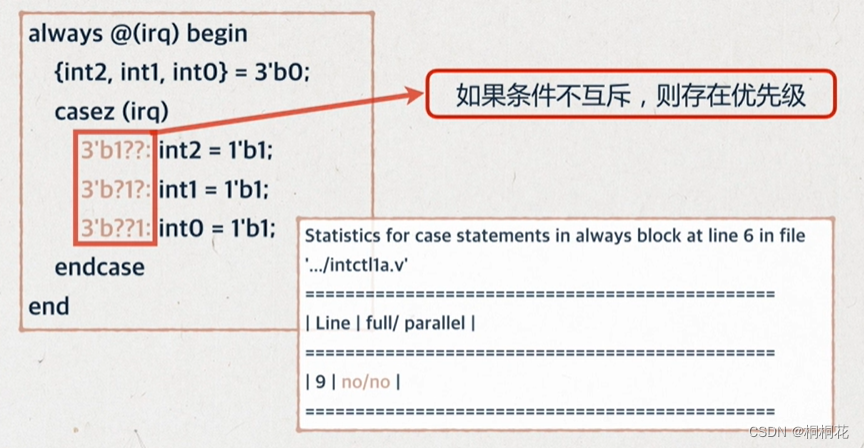 always @(irq) begin
{int2, int1, int0} = 3'b0;
casez (irq)
3'b1??: int2 = 1'b1;
3'b?1?: int1 = 1'b1;
3'b??1: int0 = 1'b1;
endcase
end
如果条件不互斥，则存在优先级
Statistics for case statements in always block at line 6 in file
'.../intctl1a.v'
===============================================
| Line | full/ parallel |
===============================================
| 9 | no/no |
===============================================
CSDN @桐桐花